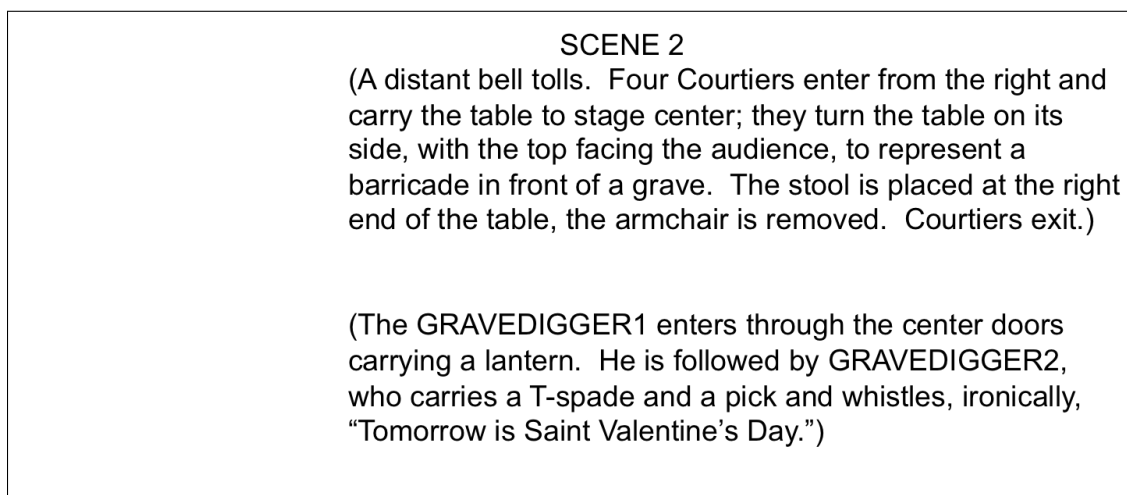 SCENE 2
(A distant bell tolls.  Four Courtiers enter from the right and
carry the table to stage center; they turn the table on its
side, with the top facing the audience, to represent a
barricade in front of a grave.  The stool is placed at the right
end of the table, the armchair is removed.  Courtiers exit.)
(The GRAVEDIGGER1 enters through the center doors
carrying a lantern.  He is followed by GRAVEDIGGER2,
who carries a T-spade and a pick and whistles, ironically,
“Tomorrow is Saint Valentine’s Day.”)